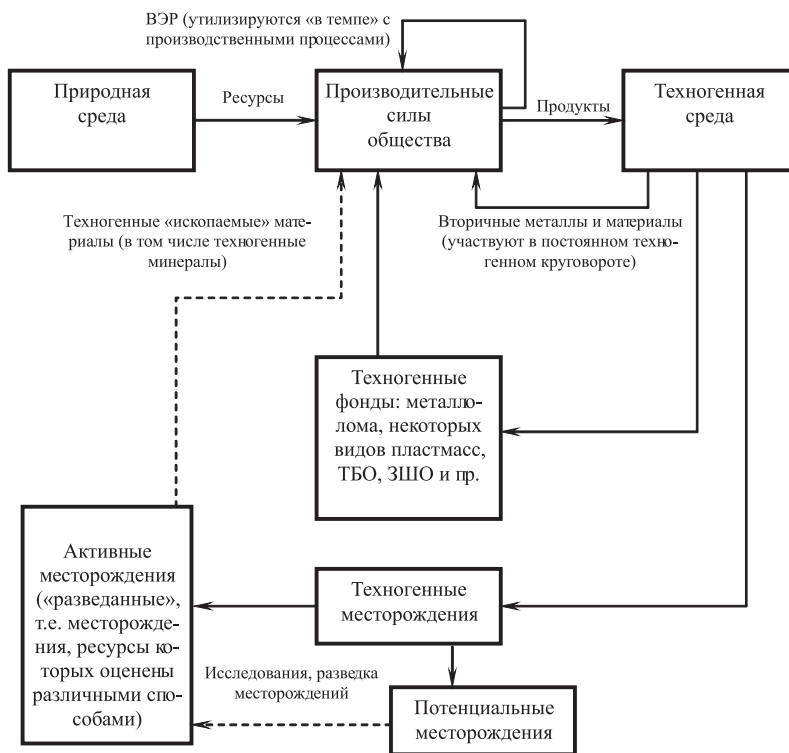 ВЭР (утилизируются «в темпе» с
производственными процессами)
Природная
среда
Ресурсы
Производительные
силы
общества
Продукты
Техногенная
среда
Техногенные «ископаемые» мате-
риалы (в том числе техногенные
минералы)
Вторичные металлы и материалы
(участвуют в постоянном техно-
генном круговороте)
Техногенные
фонды: металло-
лома, некоторых
видов пластмасс,
ТБО, ЗШО и пр.
Активные
месторождения
(«разведанные»,
т.е. месторожде-
ния, ресурсы ко-
торых оценены
различными спо-
собами)
Техногенные
месторождения
Исследования, разведка
месторождений
Потенциальные
месторождения